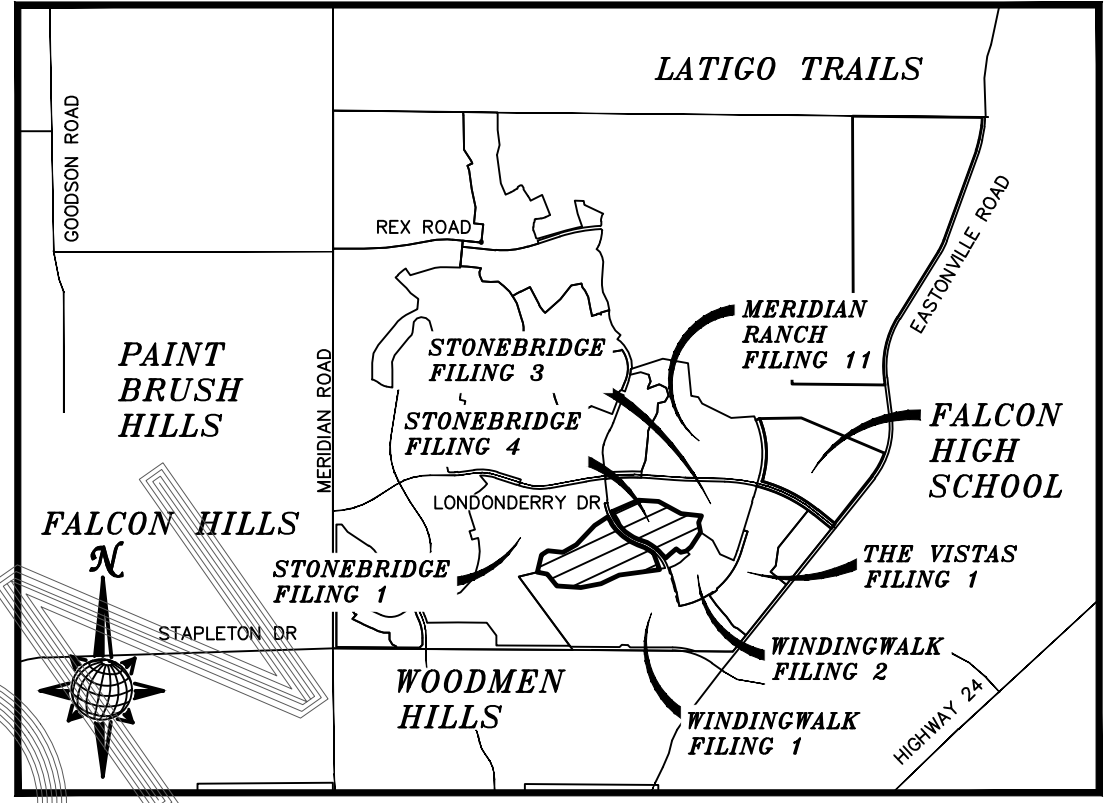 LATIGO TRAILS
GOODSON ROAD
REX ROAD
EASTONVILLE ROAD
MERIDIAN
RANCH
FILING 11
STONEBRIDGE
FILING 3
PAINT
BRUSH
HILLS
MERIDIAN ROAD
STONEBRIDGE
FILING 4
FALCON
HIGH
SCHOOL
LONDONDERRY DR
FALCON HILLS
N
STONEBRIDGE
FILING 1
THE VISTAS
FILING 1
STAPLETON DR
WINDINGWALK
FILING 2
WOODMEN
HILLS
WINDINGWALK
FILING 1
HIGHWAY 24